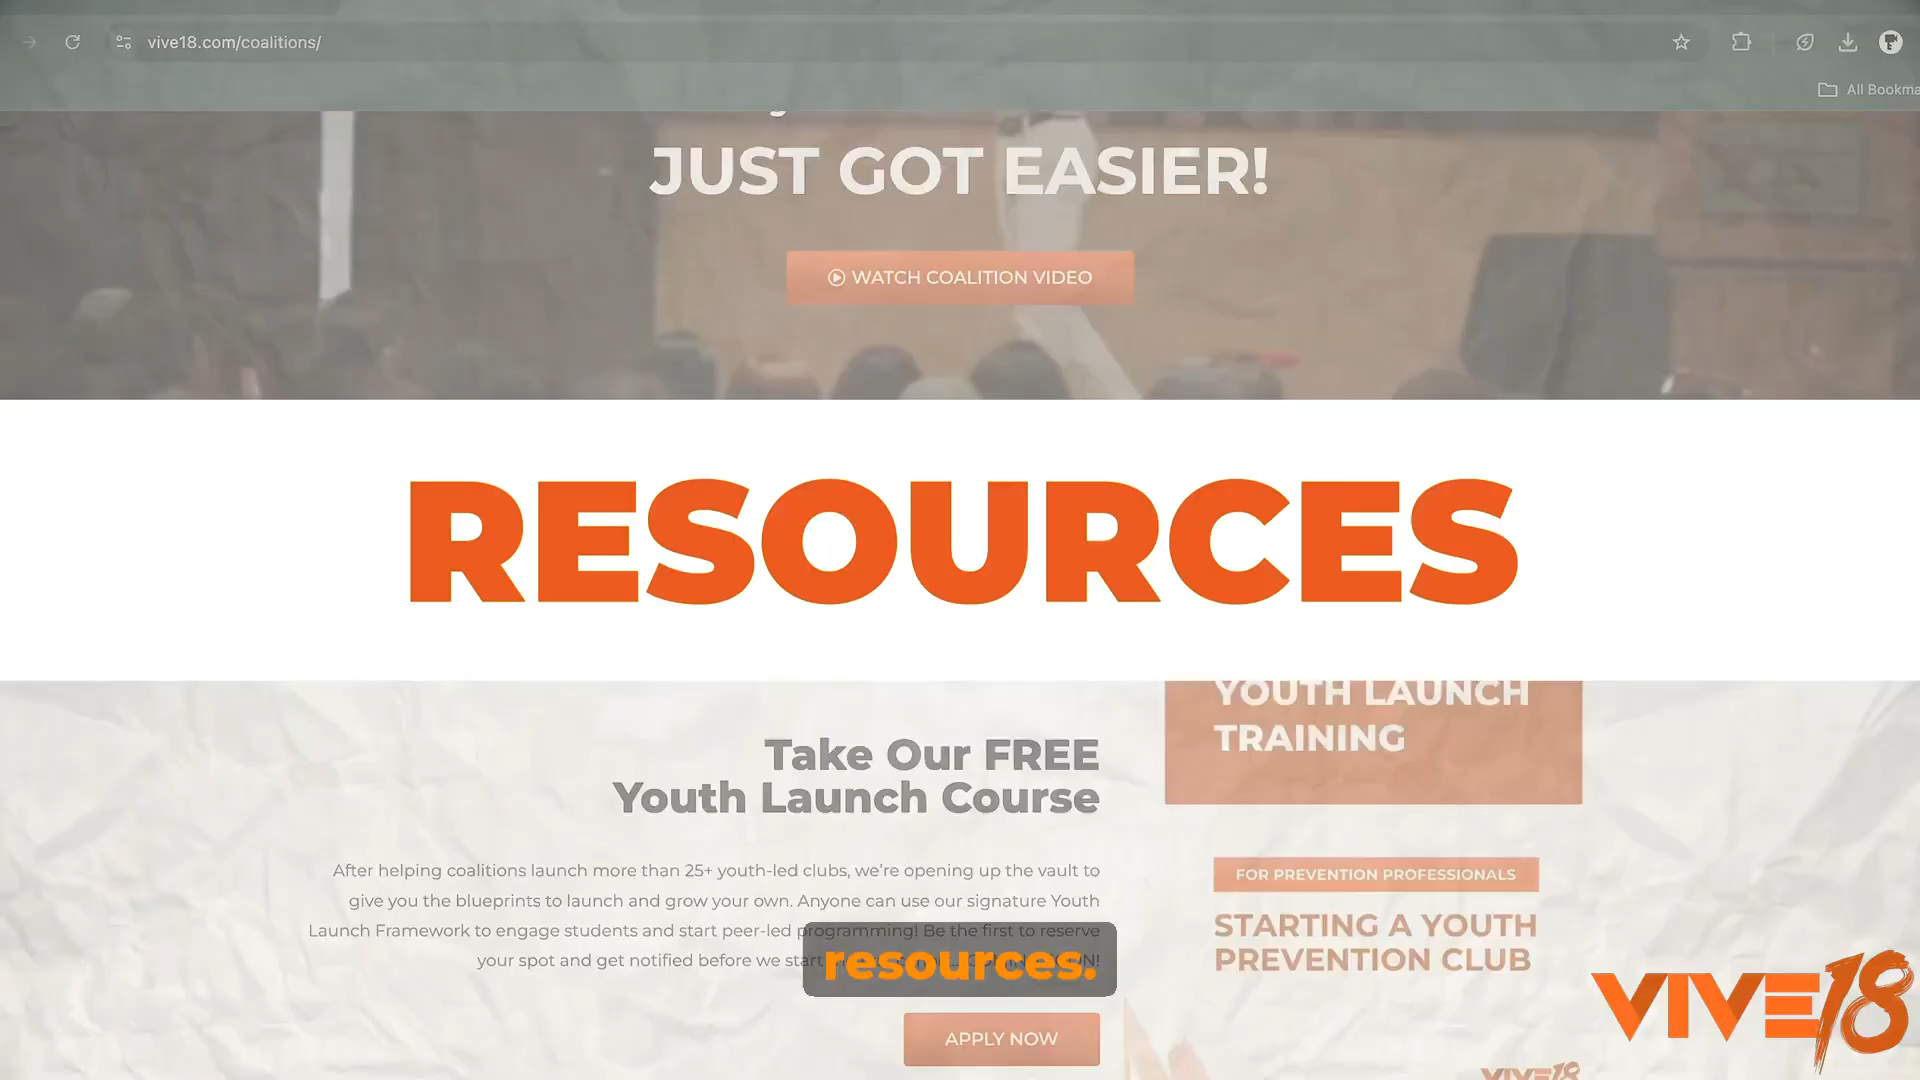 vive18.com/coalitions/
All Bookma
JUST GOT EASIER!
WATCH COALITION VIDEO
RESOURCES
YOUTH LAUNCH
TRAINING
Take Our FREE
Youth Launch Course
After helping coalitions launch more than 25+ youth-led clubs, we're opening up the vault to
give you the blueprints to launch and grow your own. Anyone can use our signature Youth
Launch Framework to engage students and start peer-led programming! Be the first to reserve
your spot and get notified before we start
resources.
APPLY NOW
FOR PREVENTION PROFESSIONALS
STARTING A YOUTH
PREVENTION CLUB
VIVE18
VIVE18